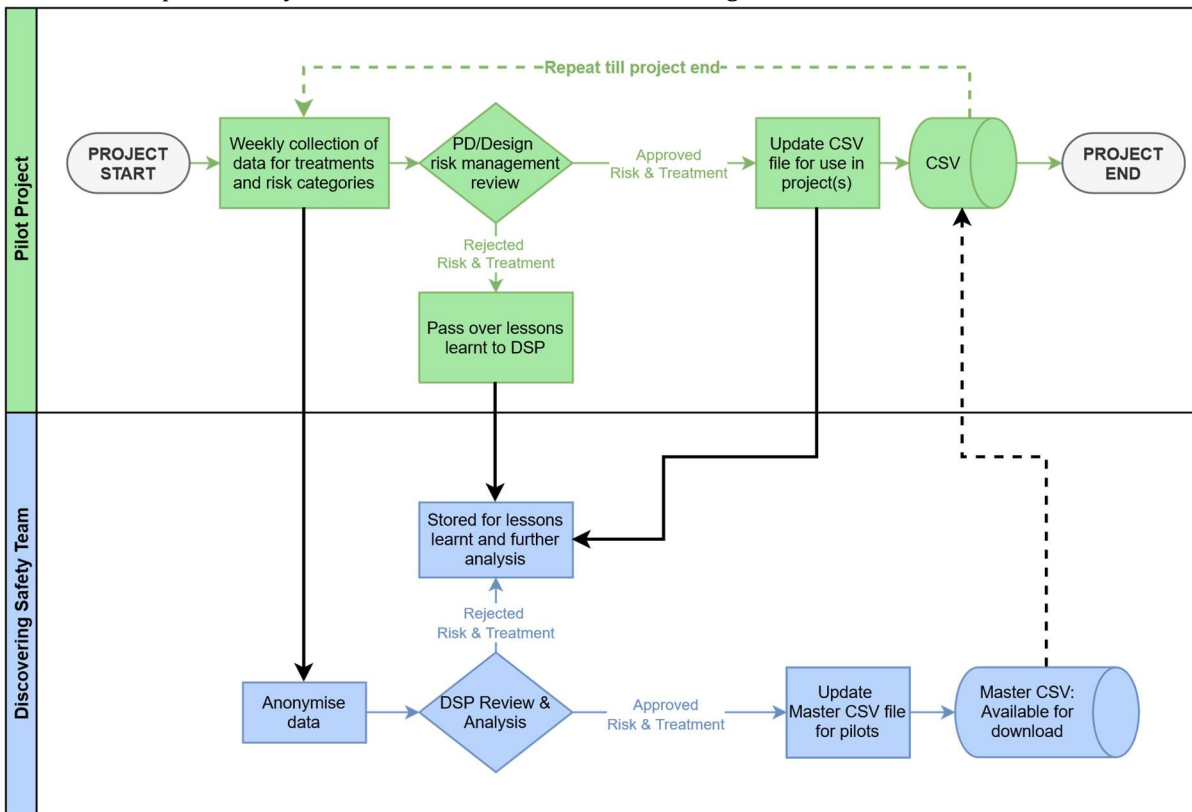 Pilot Project
Repeat till project end
PROJECT
START
Weekly collection of
data for treatments
and risk categories
PD/Design
risk management
review
Approved
Risk & Treatment
Update CSV
file for use in
project(s)
CSV
PROJECT
END
Rejected
Risk & Treatment
Pass over lessons
learnt to DSP
Discovering Safety Team
Stored for lessons
learnt and further
analysis
Rejected
Risk & Treatment
Anonymise
data
DSP Review &
Analysis
Approved
Risk & Treatment
Update
Master CSV file
for pilots
Master CSV:
Available for
download